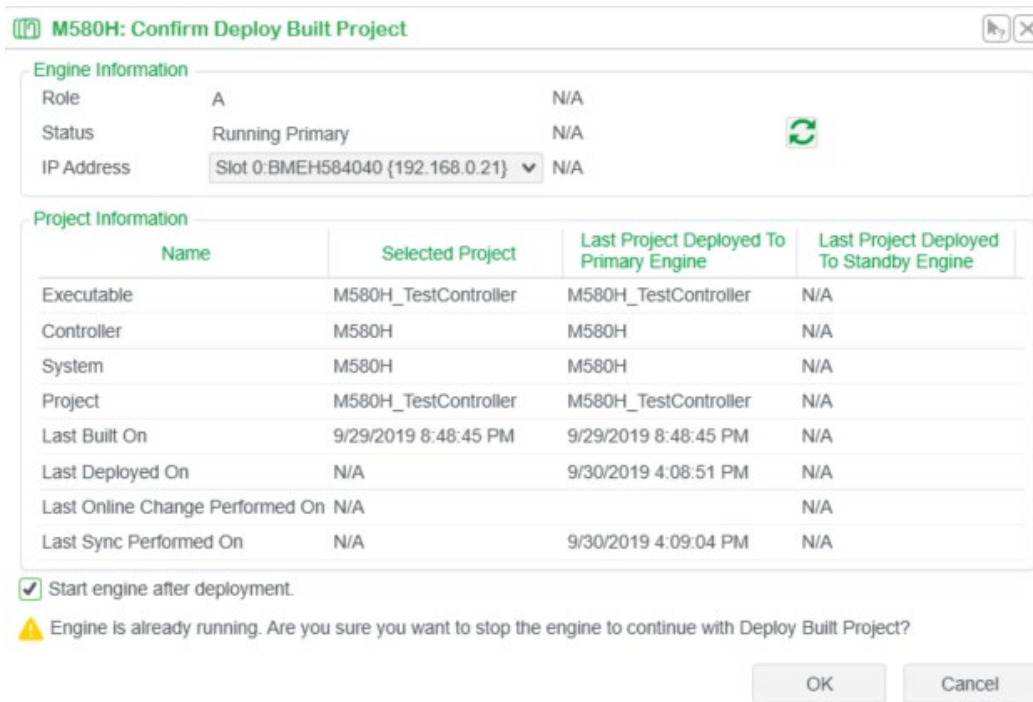 M580H: Confirm Deploy Built Project
Engine Information
Role A N/A
Status Running Primary N/A
IP Address Slot 0:BMEH584040 {192.168.0.21} N/A
Project Information
Name Selected Project Last Project Deployed To Primary Engine Last Project Deployed To Standby Engine
Executable M580H_TestController M580H_TestController N/A
Controller M580H M580H N/A
System M580H M580H N/A
Project M580H_TestController M580H_TestController N/A
Last Built On 9/29/2019 8:48:45 PM 9/29/2019 8:48:45 PM N/A
Last Deployed On N/A 9/30/2019 4:08:51 PM N/A
Last Online Change Performed On N/A N/A
Last Sync Performed On N/A 9/30/2019 4:09:04 PM N/A
Start engine after deployment.
Engine is already running. Are you sure you want to stop the engine to continue with Deploy Built Project?
OK Cancel